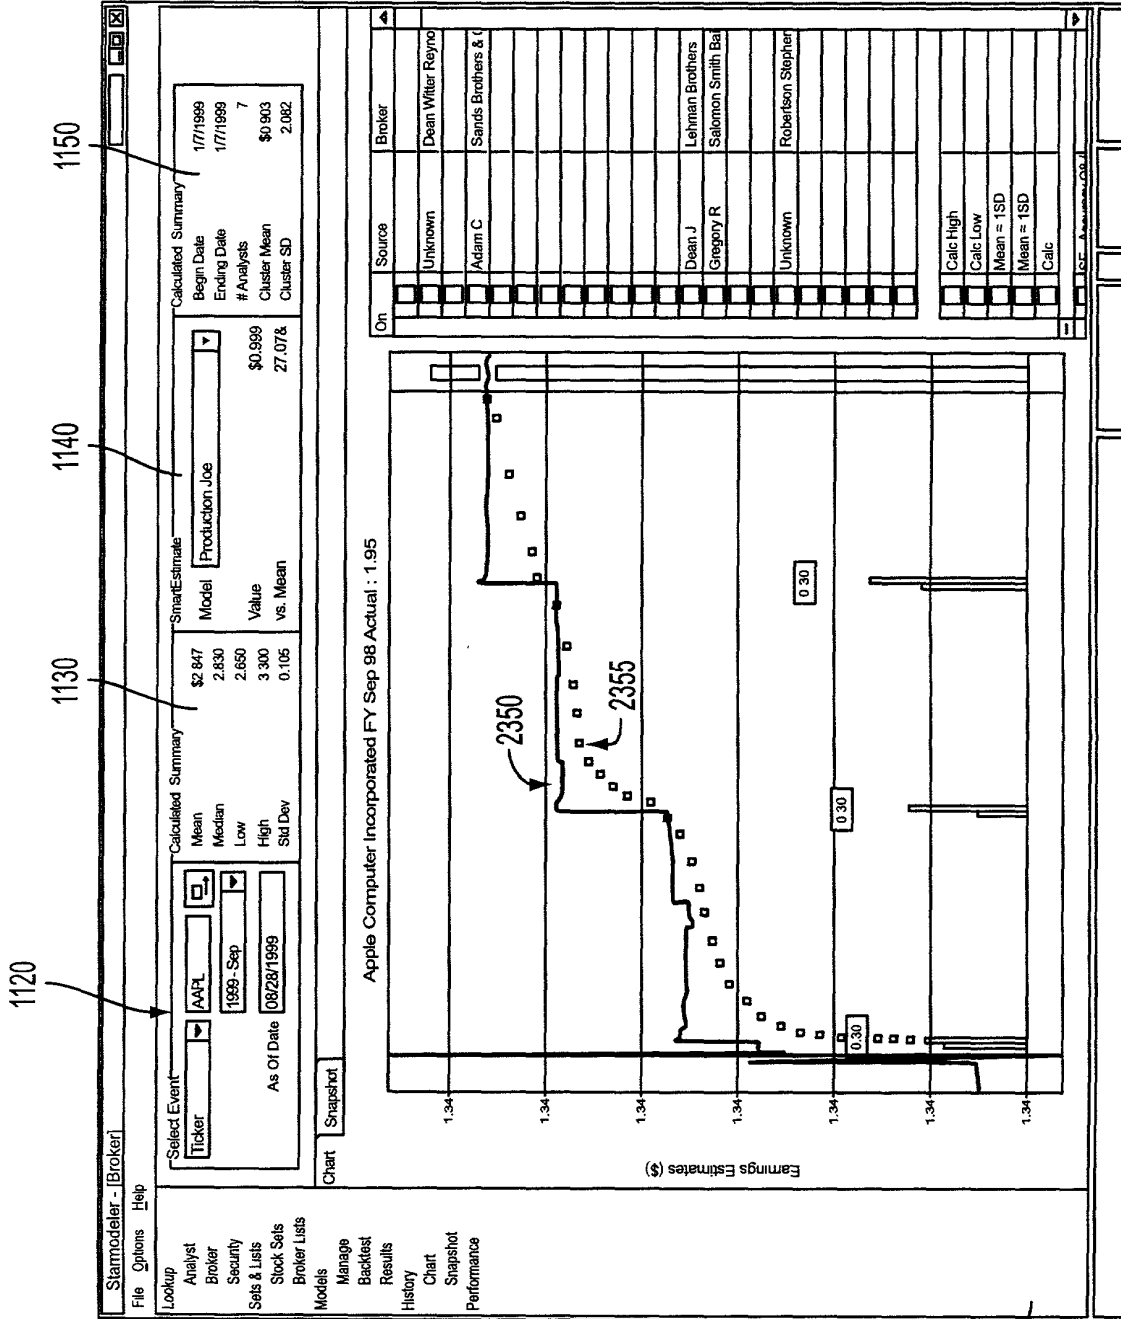 1120
1130
1140
1150
Starmodeler - [Broker]
File Options Help
Lookup
Analyst
Broker
Security
Sets & Lists
Stock Sets
Broker Lists
Models
Manage
Backtest
Results
History
Chart
Snapshot
Performance
Select Event
Ticker
AAPL
1999 - Sep
As Of Date 08/28/1999
Calculated Summary
Mean $2 847
Median 2.830
Low 2.650
High 3 300
Std Dev 0.105
SmartEstimate
Model Production Joe
Value $0.999
vs. Mean 27.07&
Calculated Summary
Begin Date 1/7/1999
Ending Date 1/7/1999
# Analysts 7
Cluster Mean $0 903
Cluster SD 2.082
Chart Snapshot
Apple Computer Incorporated FY Sep 98 Actual : 1.95
Earnings Estimates ($)
1.34
1.34
1.34
1.34
1.34
1.34
1.34
2350
2355
0.30
0 30
0 30
On Source Broker
Unknown Dean Witter Reyno
Adam C Sands Brothers &
Dean J Lehman Brothers
Gregory R Salomon Smith Bai
Unknown Robertson Stephen
Calc High
Calc Low
Mean = 1SD
Mean = 1SD
Calc